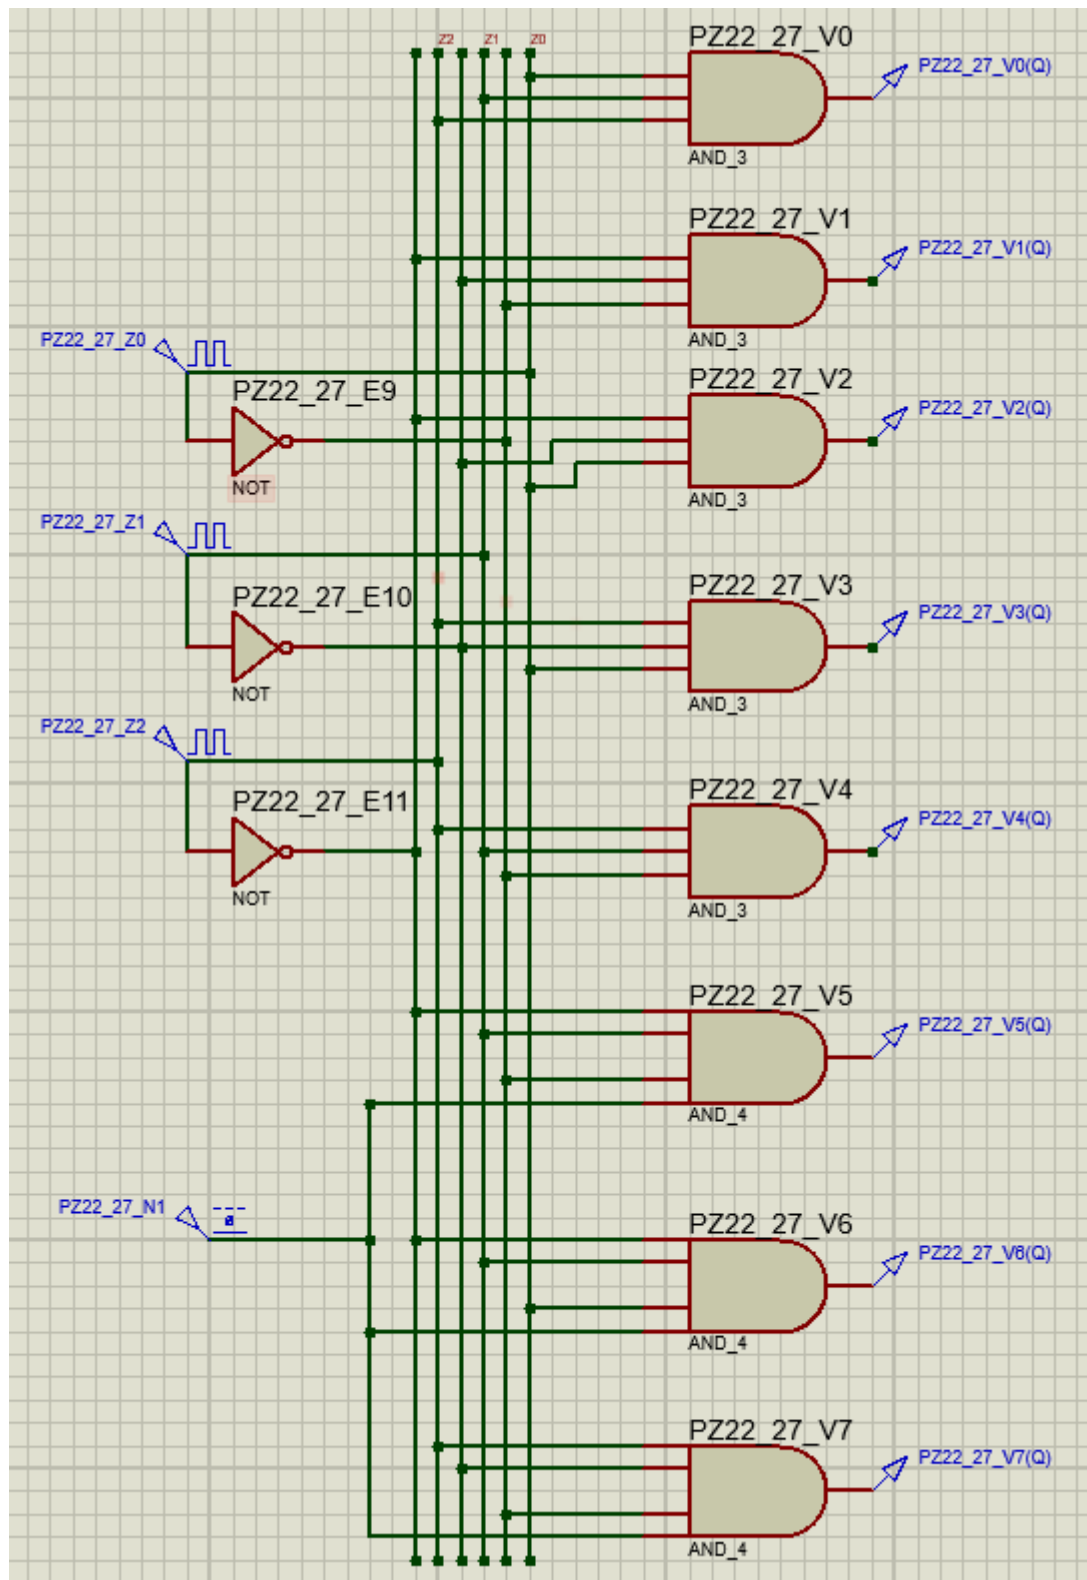 Z2 Z1 Z0
PZ22_27_V0
PZ22_27_V0(Q)
AND_3
PZ22_27_V1
PZ22_27_V1(Q)
AND_3
PZ22_27_Z0
PZ22_27_E9
NOT
PZ22_27_V2
PZ22_27_V2(Q)
AND_3
PZ22_27_Z1
PZ22_27_E10
NOT
PZ22_27_V3
PZ22_27_V3(Q)
AND_3
PZ22_27_Z2
PZ22_27_E11
NOT
PZ22_27_V4
PZ22_27_V4(Q)
AND_3
PZ22_27_V5
PZ22_27_V5(Q)
AND_4
PZ22_27_N1
PZ22_27_V6
PZ22_27_V6(Q)
AND_4
PZ22_27_V7
PZ22_27_V7(Q)
AND_4